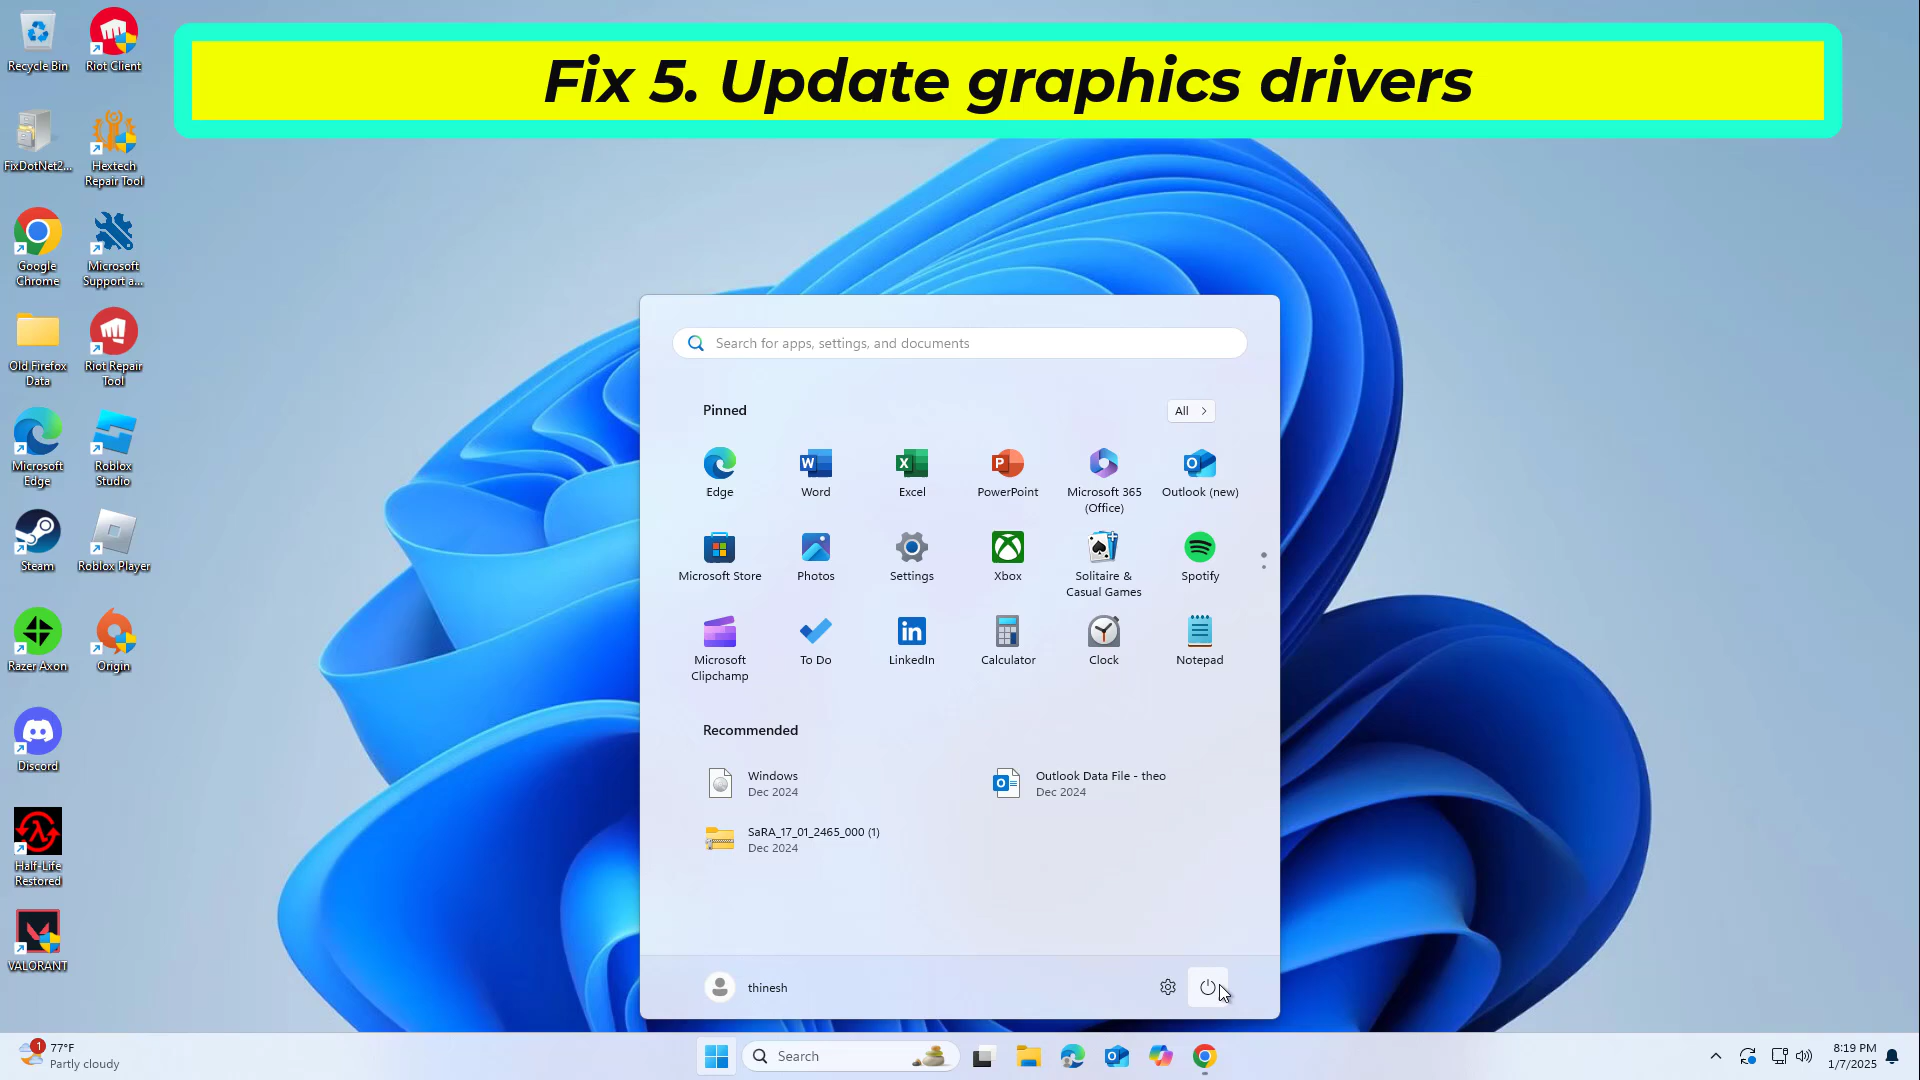 Fix 5. Update graphics drivers
Recycle Bin
Riot Client
FixDotNet2...
Hextech
Repair Tool
Google
Chrome
Microsoft
Support a...
Old Firefox
Data
Riot Repair
Tool
Microsoft
Edge
Roblox
Studio
Steam
Roblox Player
Razer Axon
Origin
Discord
Half-Life
Restored
VALORANT
Search for apps, settings, and documents
Pinned
All
Edge
Word
Excel
PowerPoint
Microsoft 365
(Office)
Outlook (new)
Microsoft Store
Photos
Settings
Xbox
Solitaire &
Casual Games
Spotify
Microsoft
Clipchamp
To Do
LinkedIn
Calculator
Clock
Notepad
Recommended
Windows
Dec 2024
Outlook Data File - theo
Dec 2024
SaRA_17_01_2465_000 (1)
Dec 2024
thinesh
1
77°F
Partly cloudy
Search
8:19 PM
1/7/2025